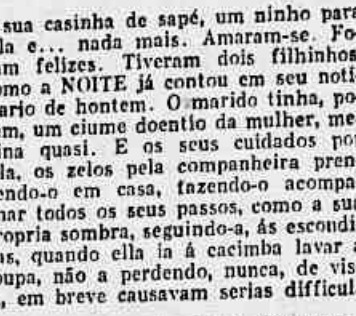 sua casinha de sapé, um ninho para
la e... nada mais. Amaram-se. Fo-
am felizes. Tiveram dois filhinhos
omo a NOITE já contou em seu noti-
iario de hontem. O marido tinha, po-
em, um ciume doentio da mulher, me-
ina quasi. E os seus cuidados po
la, os zelos pela companheira pren
endo-o em casa, fazendo-o acompa
har todos os seus passos, como a sua
ropria sombra, seguindo-a, ás escondi
as, quando ella ia á cacimba lavar a
oupa, não a perdendo, nunca, de vis
, em breve causavam serias difficul